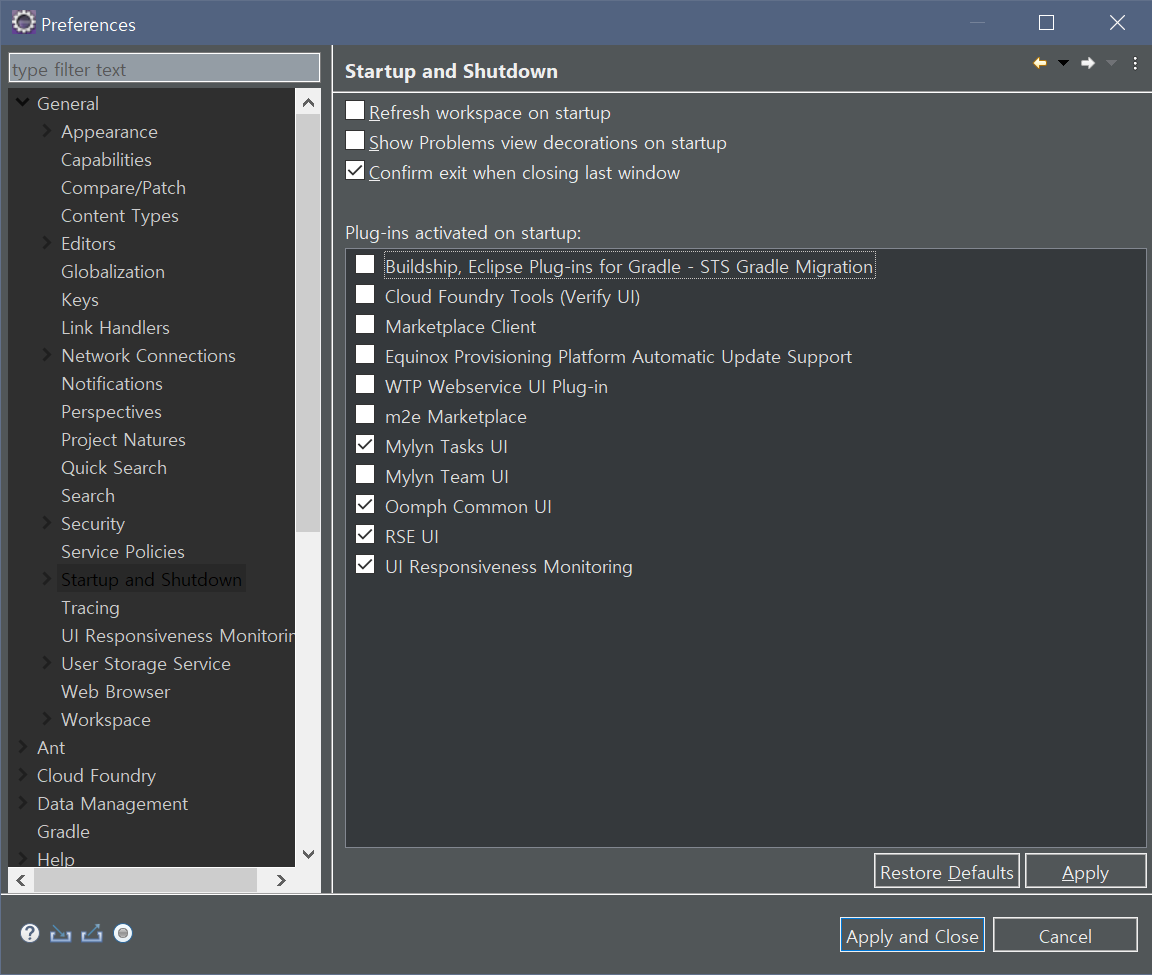 Preferences
type filter text
General
Appearance
Capabilities
Compare/Patch
Content Types
Editors
Globalization
Keys
Link Handlers
Network Connections
Notifications
Perspectives
Project Natures
Quick Search
Search
Security
Service Policies
Startup and Shutdown
Tracing
UI Responsiveness Monitorin
User Storage Service
Web Browser
Workspace
Ant
Cloud Foundry
Data Management
Gradle
Help
Startup and Shutdown
Refresh workspace on startup
Show Problems view decorations on startup
Confirm exit when closing last window
Plug-ins activated on startup:
Buildship, Eclipse Plug-ins for Gradle - STS Gradle Migration
Cloud Foundry Tools (Verify UI)
Marketplace Client
Equinox Provisioning Platform Automatic Update Support
WTP Webservice UI Plug-in
m2e Marketplace
Mylyn Tasks UI
Mylyn Team UI
Oomph Common UI
RSE UI
UI Responsiveness Monitoring
Restore Defaults
Apply
Apply and Close
Cancel